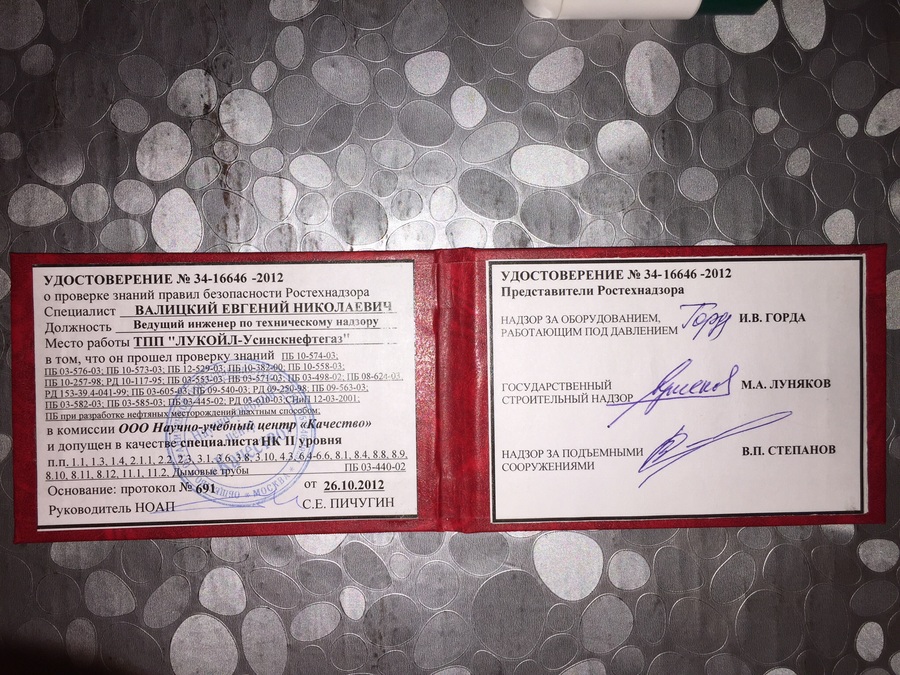 УДОСТОВЕРЕНИЕ № 34-16646 -2012
о проверке знаний правил безопасности Ростехнадзора
Специалист ВАЛИЦКИЙ ЕВГЕНИЙ НИКОЛАЕВИЧ
Должность Ведущий инженер по техническому надзору
Место работы ТПП "ЛУКОЙЛ-Усинскнефтегаз"
в том, что он прошел проверку знаний ПБ 10-574-03;
ПБ 03-576-03; ПБ 10-573-03; ПБ 12-529-03; ПБ 10-382-00; ПБ 10-558-03;
ПБ 10-257-98; РД 10-117-95; ПБ 03-553-03; ПБ 03-571-03; ПБ 03-498-02; ПБ 08-624-03,
РД 153-39.4-041-99; ПБ 03-605-03; ПБ 09-540-03; РД 09-250-98; ПБ 09-563-03;
ПБ 03-582-03; ПБ 03-585-03; ПБ 03-445-02; РД 03-610-03; СНиП 12-03-2001;
ПБ при разработке нефтяных месторождений шахтным способом;
в комиссии ООО Научно-учебный центр «Качество»
и допущен в качестве специалиста НК II уровня
п.п. 1.1, 1.3, 1.4, 2.1.1, 2.2, 2.3, 3.1, 3.6, 3.8, 3.10, 4.3, 6.4-6.6, 8.1, 8.4, 8.8, 8.9,
8.10, 8.11, 8.12, 11.1, 11.2, Дымовые трубы ПБ 03-440-02
Основание: протокол № 691 от 26.10.2012
Руководитель НОАП С.Е. ПИЧУГИН
УДОСТОВЕРЕНИЕ № 34-16646 -2012
Представители Ростехнадзора
НАДЗОР ЗА ОБОРУДОВАНИЕМ,
РАБОТАЮЩИМ ПОД ДАВЛЕНИЕМ И.В. ГОРДА
ГОСУДАРСТВЕННЫЙ
СТРОИТЕЛЬНЫЙ НАДЗОР М.А. ЛУНЯКОВ
НАДЗОР ЗА ПОДЪЕМНЫМИ
СООРУЖЕНИЯМИ В.П. СТЕПАНОВ